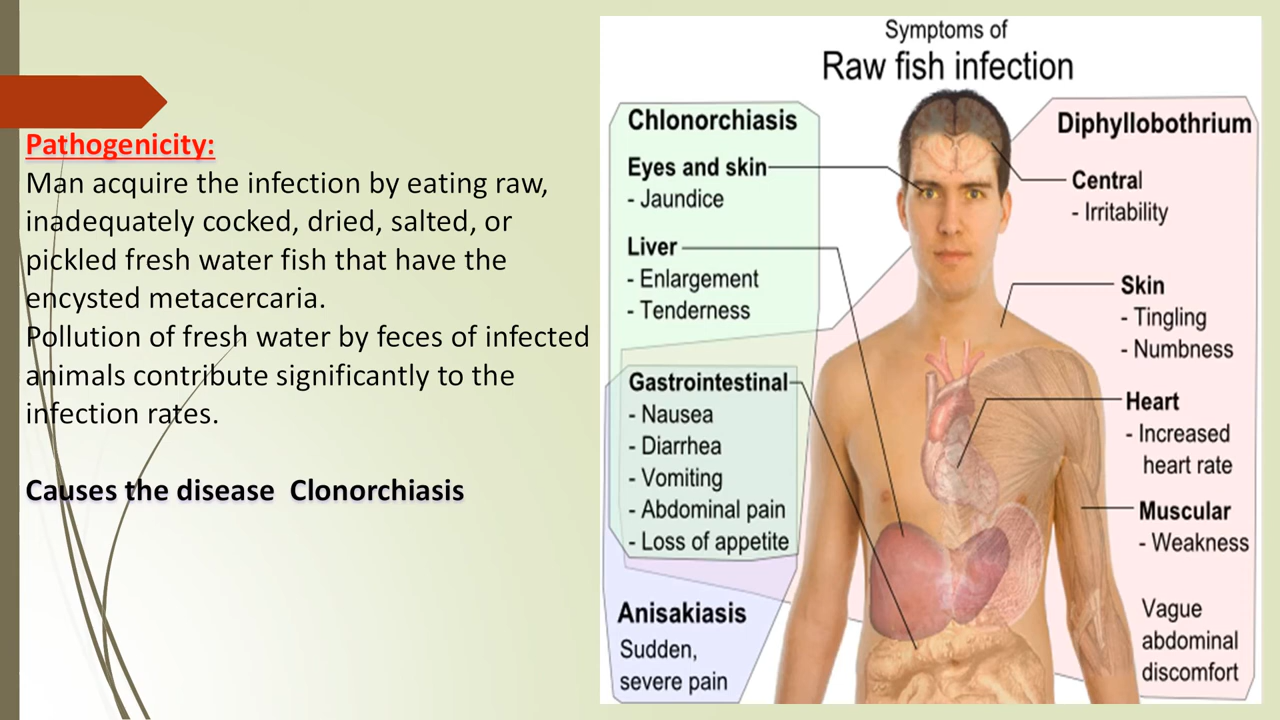 Pathogenicity:
Man acquire the infection by eating raw,
inadequately cocked, dried, salted, or
pickled fresh water fish that have the
encysted metacercaria.
Pollution of fresh water by feces of infected
animals contribute significantly to the
infection rates.
Causes the disease  Clonorchiasis
Symptoms of
Raw fish infection
Chlonorchiasis
Eyes and skin
- Jaundice
Liver
- Enlargement
- Tenderness
Gastrointestinal
- Nausea
- Diarrhea
- Vomiting
- Abdominal pain
- Loss of appetite
Anisakiasis
Sudden,
severe pain
Diphyllobothrium
Central
- Irritability
Skin
- Tingling
- Numbness
Heart
- Increased
heart rate
Muscular
- Weakness
Vague
abdominal
discomfort